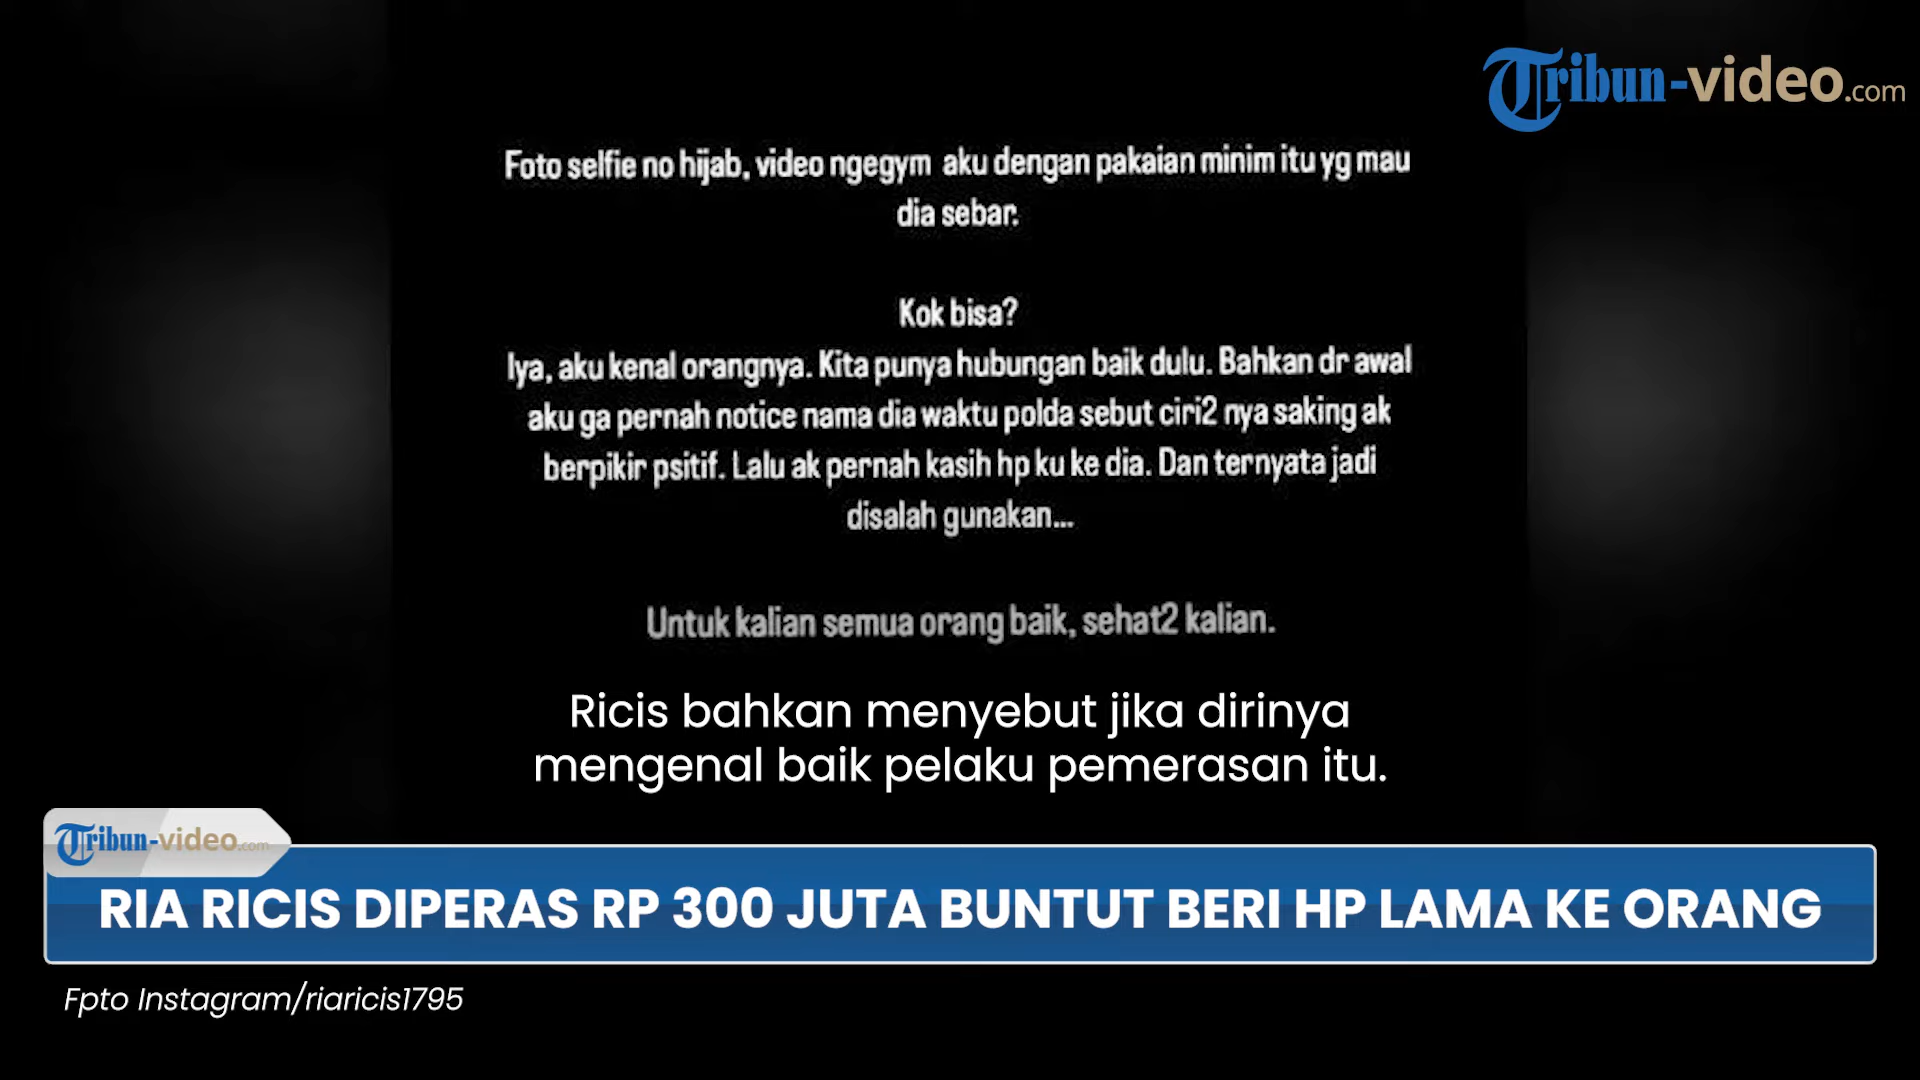 Tribun-video.com
Foto selfie no hijab, video ngegym aku dengan pakaian minim itu yg mau
dia sebar.
Kok bisa?
Iya, aku kenal orangnya. Kita punya hubungan baik dulu. Bahkan dr awal
aku ga pernah notice nama dia waktu polda sebut ciri2 nya saking ak
berpikir psitif. Lalu ak pernah kasih hp ku ke dia. Dan ternyata jadi
disalah gunakan...
Untuk kalian semua orang baik, sehat2 kalian.
Ricis bahkan menyebut jika dirinya
mengenal baik pelaku pemerasan itu.
Tribun-video.com
RIA RICIS DIPERAS RP 300 JUTA BUNTUT BERI HP LAMA KE ORANG
Fpto Instagram/riaricis1795